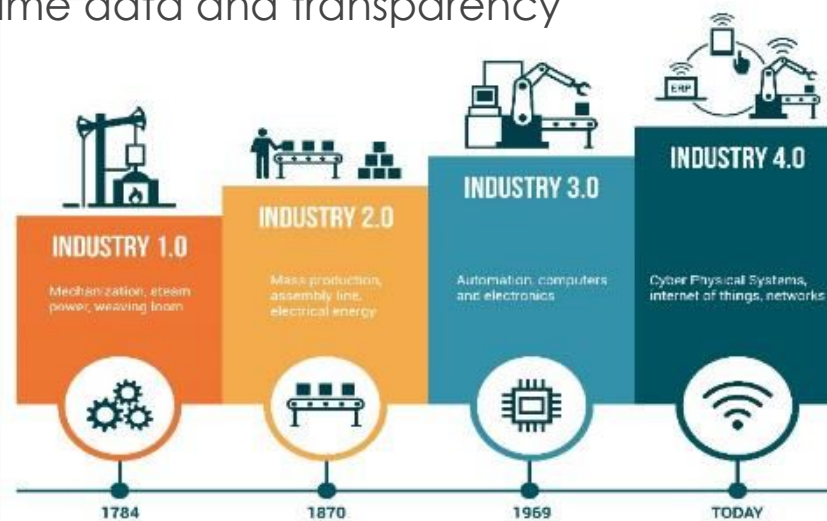 ime data and transparency
ERP
INDUSTRY 1.0
Mechanization, steam
power, weaving loom
INDUSTRY 2.0
Mass production,
assembly line,
electrical energy
INDUSTRY 3.0
Automation, computers
and electronics
INDUSTRY 4.0
Cyber Physical Systems,
internet of things, networks
1784
1870
1969
TODAY